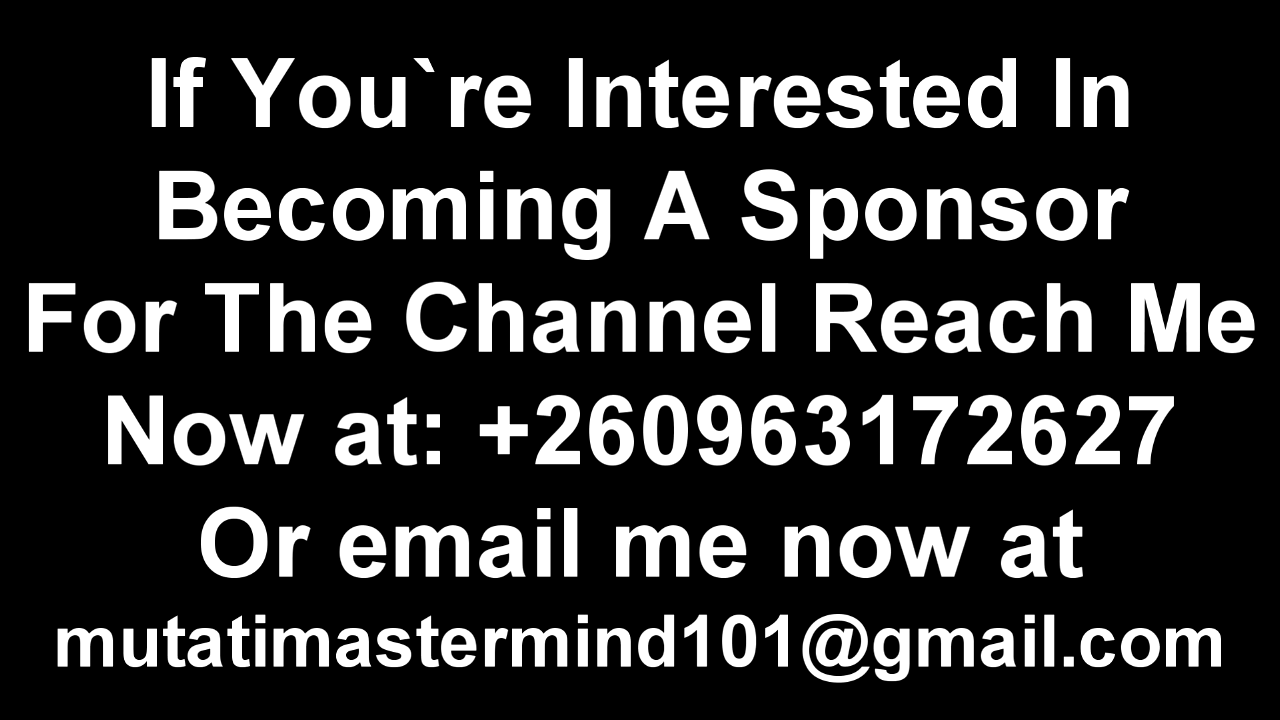 If You`re Interested In
Becoming A Sponsor
For The Channel Reach Me
Now at: +260963172627
Or email me now at
mutatimastermind101@gmail.com